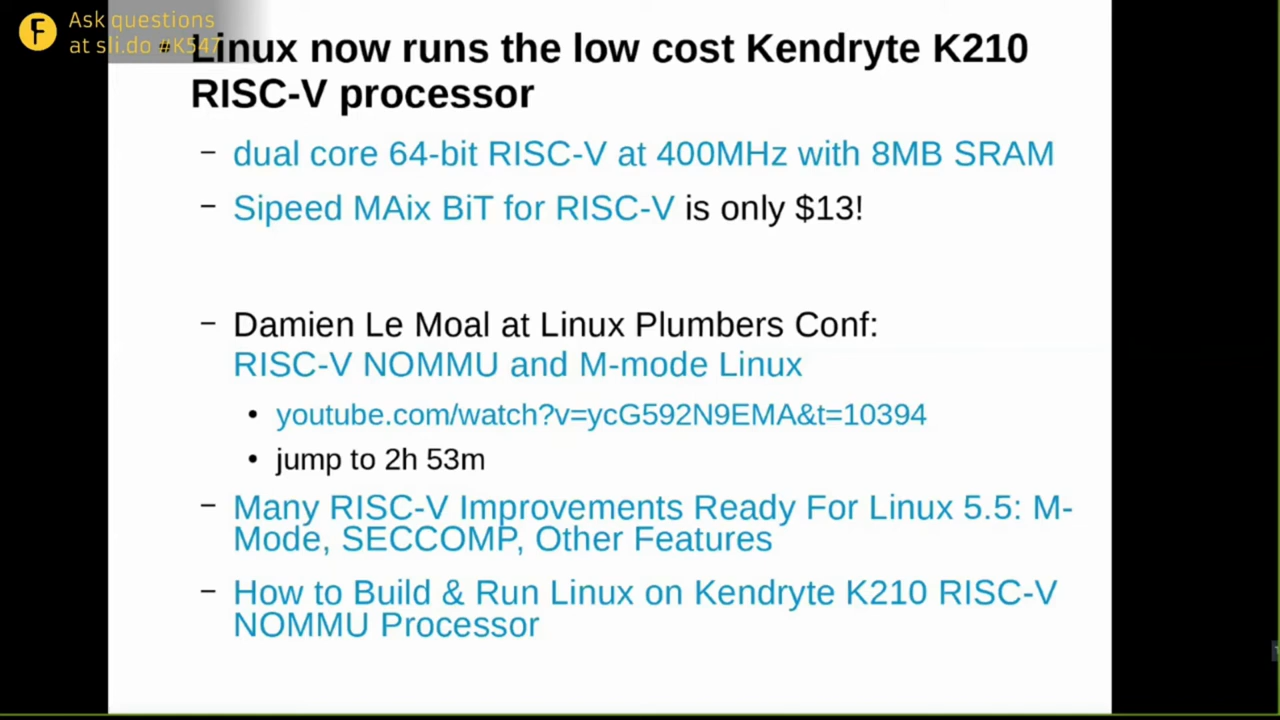 F
Ask questions
at sli.do #K547
Linux now runs the low cost Kendryte K210
RISC-V processor
– dual core 64-bit RISC-V at 400MHz with 8MB SRAM
– Sipeed MAix BiT for RISC-V is only $13!
– Damien Le Moal at Linux Plumbers Conf:
RISC-V NOMMU and M-mode Linux
• youtube.com/watch?v=ycG592N9EMA&t=10394
• jump to 2h 53m
– Many RISC-V Improvements Ready For Linux 5.5: M-
Mode, SECCOMP, Other Features
– How to Build & Run Linux on Kendryte K210 RISC-V
NOMMU Processor